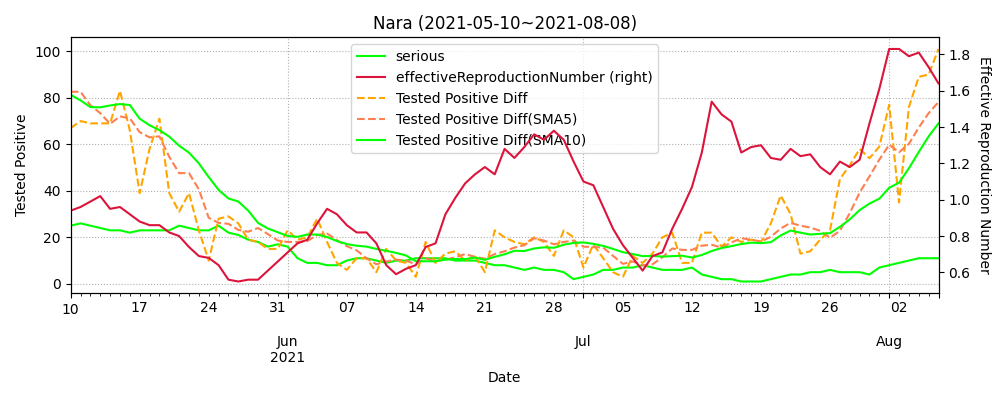 Nara (2021-05-10~2021-08-08)
serious
effectiveReproductionNumber (right)
Tested Positive Diff
Tested Positive Diff(SMA5)
Tested Positive Diff(SMA10)
Tested Positive
100
80
60
40
20
0
Effective Reproduction Number
1.8
1.6
1.4
1.2
1.0
0.8
0.6
10 17 24 07 14 21 28 05 12 19 26 02
Jun Jul Aug
2021
Date